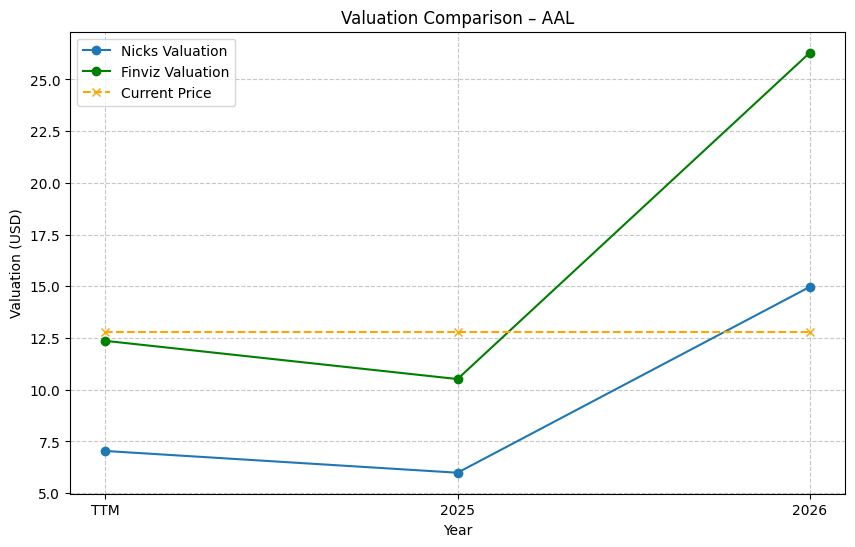 Valuation Comparison – AAL
Nicks Valuation
Finviz Valuation
Current Price
Valuation (USD)
25.0
22.5
20.0
17.5
15.0
12.5
10.0
7.5
5.0
TTM
2025
2026
Year